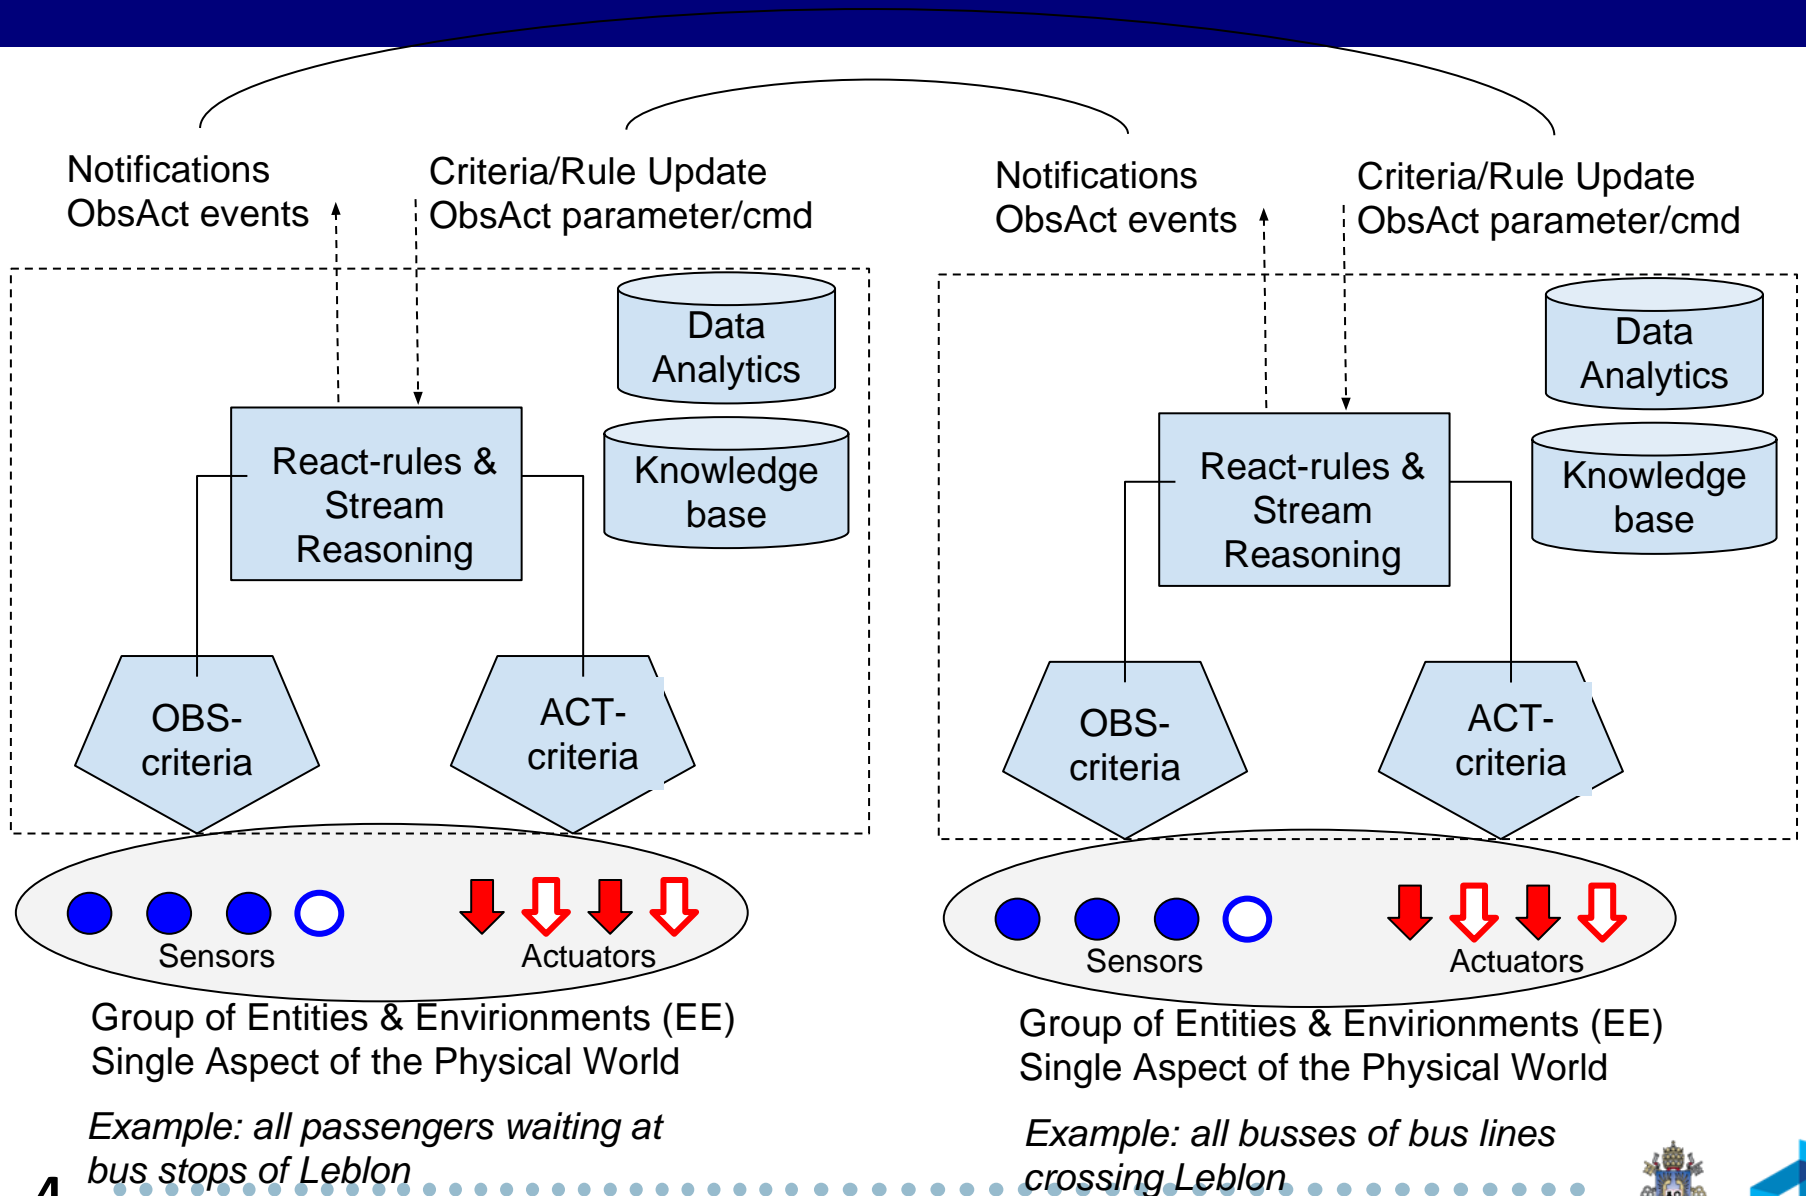 Notifications
ObsAct events
Criteria/Rule Update
ObsAct parameter/cmd
Data
Analytics
Knowledge
base
React-rules &
Stream
Reasoning
OBS-
criteria
ACT-
criteria
Sensors
Actuators
Group of Entities & Envirionments (EE)
Single Aspect of the Physical World
Example: all passengers waiting at
bus stops of Leblon
Notifications
ObsAct events
Criteria/Rule Update
ObsAct parameter/cmd
Data
Analytics
Knowledge
base
React-rules &
Stream
Reasoning
OBS-
criteria
ACT-
criteria
Sensors
Actuators
Group of Entities & Envirionments (EE)
Single Aspect of the Physical World
Example: all busses of bus lines
crossing Leblon
4